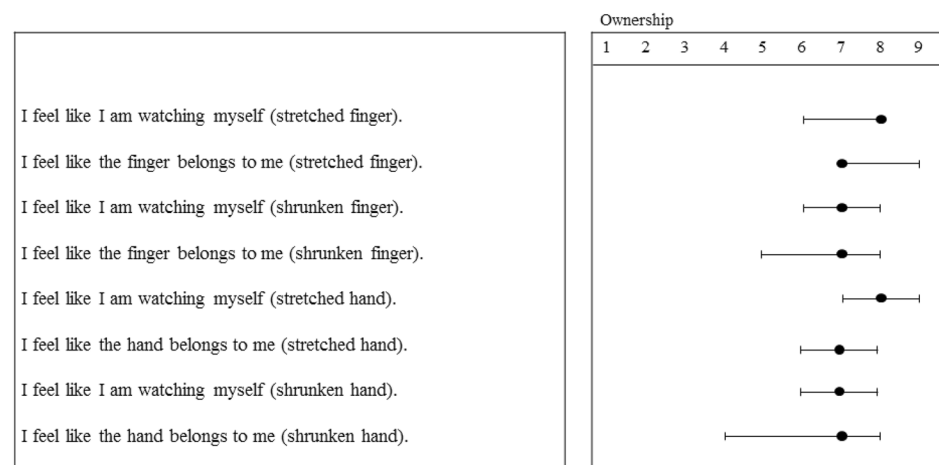 Ownership
1 2 3 4 5 6 7 8 9
I feel like I am watching myself (stretched finger).
I feel like the finger belongs to me (stretched finger).
I feel like I am watching myself (shrunken finger).
I feel like the finger belongs to me (shrunken finger).
I feel like I am watching myself (stretched hand).
I feel like the hand belongs to me (stretched hand).
I feel like I am watching myself (shrunken hand).
I feel like the hand belongs to me (shrunken hand).